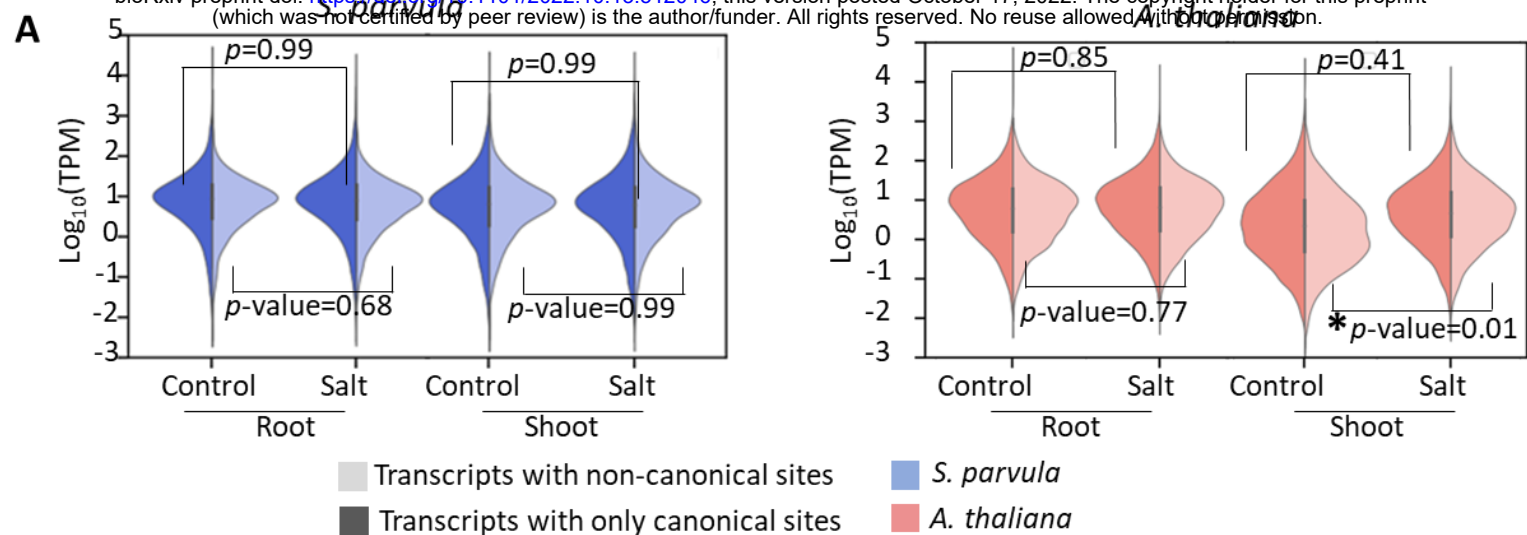 (which was not certified by peer review) is the author/funder. All rights reserved. No reuse allowed without permission.
A
S. parvula
A. thaliana
5
4
3
2
1
0
-1
-2
-3
Log10(TPM)
p=0.99
p=0.99
p-value=0.68
p-value=0.99
Control Salt Control Salt
Root Shoot
5
4
3
2
1
0
-1
-2
-3
Log10(TPM)
p=0.85
p=0.41
p-value=0.77
*p-value=0.01
Control Salt Control Salt
Root Shoot
Transcripts with non-canonical sites
Transcripts with only canonical sites
S. parvula
A. thaliana